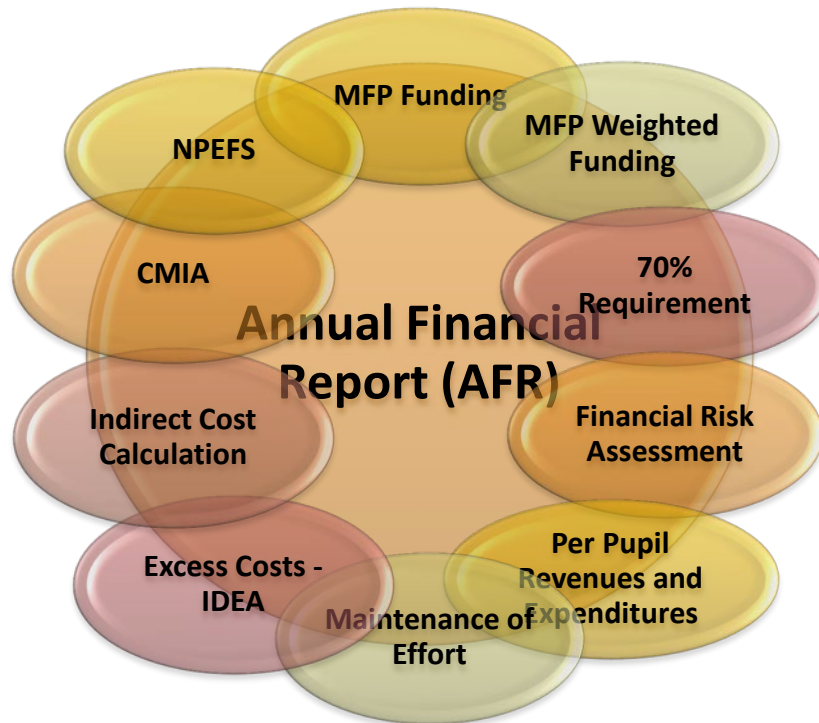 MFP Funding
MFP Weighted
Funding
70%
Requirement
Financial Risk
Assessment
Per Pupil
Revenues and
Expenditures
Maintenance of
Effort
Excess Costs -
IDEA
Indirect Cost
Calculation
CMIA
NPEFS
Annual Financial
Report (AFR)